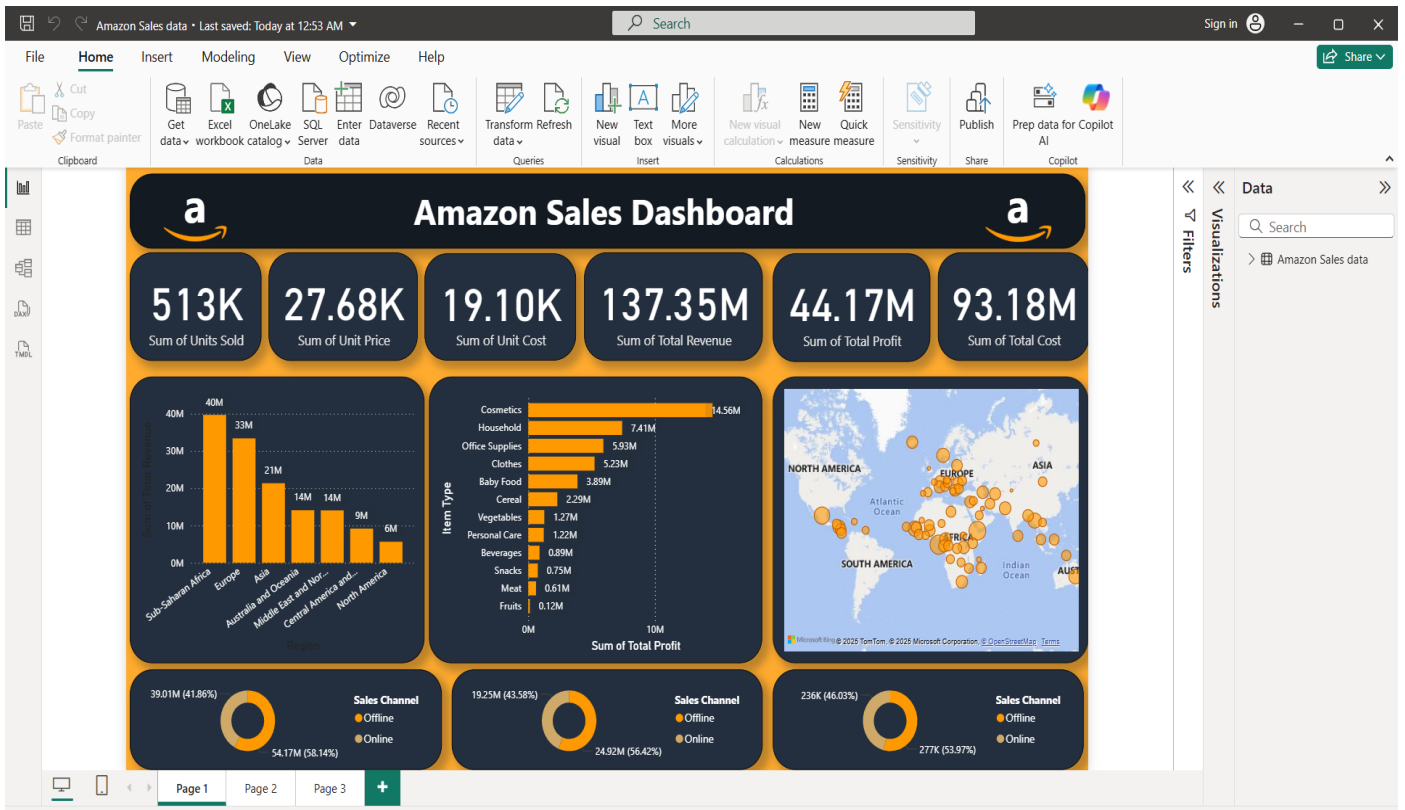 Amazon Sales data • Last saved: Today at 12:53 AM
Search
Sign in
File Home Insert Modeling View Optimize Help
Share
Paste
Cut
Copy
Format painter
Clipboard
Get data
Excel workbook
OneLake catalog
SQL Server
Enter data
Dataverse
Recent sources
Data
Transform data
Refresh
Queries
New visual
Text box
More visuals
Insert
New visual calculation
New measure
Quick measure
Calculations
Sensitivity
Sensitivity
Publish
Share
Prep data for AI
Copilot
Copilot
DAX
TMDL
a
Amazon Sales Dashboard
a
513K
Sum of Units Sold
27.68K
Sum of Unit Price
19.10K
Sum of Unit Cost
137.35M
Sum of Total Revenue
44.17M
Sum of Total Profit
93.18M
Sum of Total Cost
Sum of Total Revenue
40M
30M
20M
10M
0M
40M
33M
21M
14M
14M
9M
6M
Sub-Saharan Africa
Europe
Asia
Australia and Oceania
Middle East and Nor...
Central America and...
North America
Region
Item Type
Cosmetics 14.56M
Household 7.41M
Office Supplies 5.93M
Clothes 5.23M
Baby Food 3.89M
Cereal 2.29M
Vegetables 1.27M
Personal Care 1.22M
Beverages 0.89M
Snacks 0.75M
Meat 0.61M
Fruits 0.12M
0M 10M
Sum of Total Profit
NORTH AMERICA
EUROPE
ASIA
Atlantic
Ocean
AFRICA
SOUTH AMERICA
Indian
Ocean
AUST
Microsoft Bing © 2025 TomTom, © 2025 Microsoft Corporation, © OpenStreetMap Terms
39.01M (41.86%)
54.17M (58.14%)
Sales Channel
Offline
Online
19.25M (43.58%)
24.92M (56.42%)
Sales Channel
Offline
Online
236K (46.03%)
277K (53.97%)
Sales Channel
Offline
Online
Filters
Visualizations
Data
Search
Amazon Sales data
Page 1 Page 2 Page 3